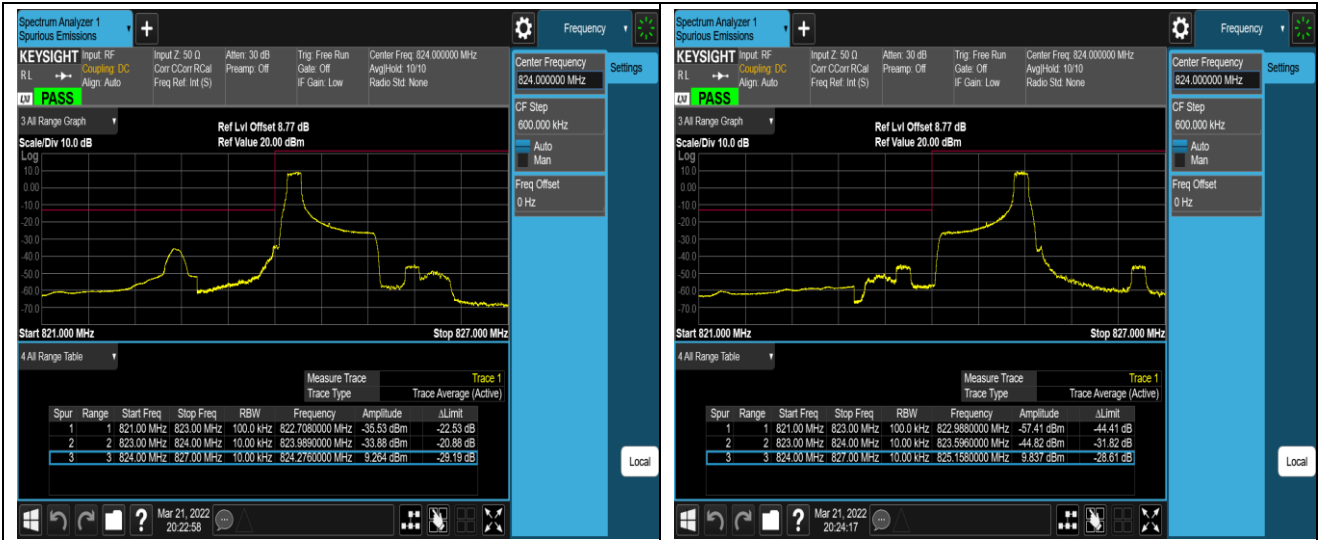 Spectrum Analyzer 1
Spurious Emissions
+
Frequency
KEYSIGHT Input: RF
RL
Coupling: DC
Align: Auto
Input Z: 50 Ω
Corr CCorr RCal
Freq Ref: Int (S)
Atten: 30 dB
Preamp: Off
Trig: Free Run
Gate: Off
IF Gain: Low
Center Freq: 824.000000 MHz
Avg|Hold: 10/10
Radio Std: None
PASS
Center Frequency
824.000000 MHz
Settings
CF Step
600.000 kHz
Auto
Man
Freq Offset
0 Hz
3 All Range Graph
Ref Lvl Offset 8.77 dB
Scale/Div 10.0 dB
Ref Value 20.00 dBm
Log
10.0
0.00
-10.0
-20.0
-30.0
-40.0
-50.0
-60.0
-70.0
Start 821.000 MHz
Stop 827.000 MHz
4 All Range Table
Measure Trace Trace 1
Trace Type Trace Average (Active)
Spur Range Start Freq Stop Freq RBW Frequency Amplitude ΔLimit
1 1 821.00 MHz 823.00 MHz 100.0 kHz 822.7080000 MHz -35.53 dBm -22.53 dB
2 2 823.00 MHz 824.00 MHz 10.00 kHz 823.9890000 MHz -33.88 dBm -20.88 dB
3 3 824.00 MHz 827.00 MHz 10.00 kHz 824.2760000 MHz 9.264 dBm -29.19 dB
Local
?
Mar 21, 2022
20:22:58
Spectrum Analyzer 1
Spurious Emissions
+
Frequency
KEYSIGHT Input: RF
RL
Coupling: DC
Align: Auto
Input Z: 50 Ω
Corr CCorr RCal
Freq Ref: Int (S)
Atten: 30 dB
Preamp: Off
Trig: Free Run
Gate: Off
IF Gain: Low
Center Freq: 824.000000 MHz
Avg|Hold: 10/10
Radio Std: None
PASS
Center Frequency
824.000000 MHz
Settings
CF Step
600.000 kHz
Auto
Man
Freq Offset
0 Hz
3 All Range Graph
Ref Lvl Offset 8.77 dB
Scale/Div 10.0 dB
Ref Value 20.00 dBm
Log
10.0
0.00
-10.0
-20.0
-30.0
-40.0
-50.0
-60.0
-70.0
Start 821.000 MHz
Stop 827.000 MHz
4 All Range Table
Measure Trace Trace 1
Trace Type Trace Average (Active)
Spur Range Start Freq Stop Freq RBW Frequency Amplitude ΔLimit
1 1 821.00 MHz 823.00 MHz 100.0 kHz 822.9880000 MHz -57.41 dBm -44.41 dB
2 2 823.00 MHz 824.00 MHz 10.00 kHz 823.5960000 MHz -44.82 dBm -31.82 dB
3 3 824.00 MHz 827.00 MHz 10.00 kHz 825.1580000 MHz 9.837 dBm -28.61 dB
Local
?
Mar 21, 2022
20:24:17